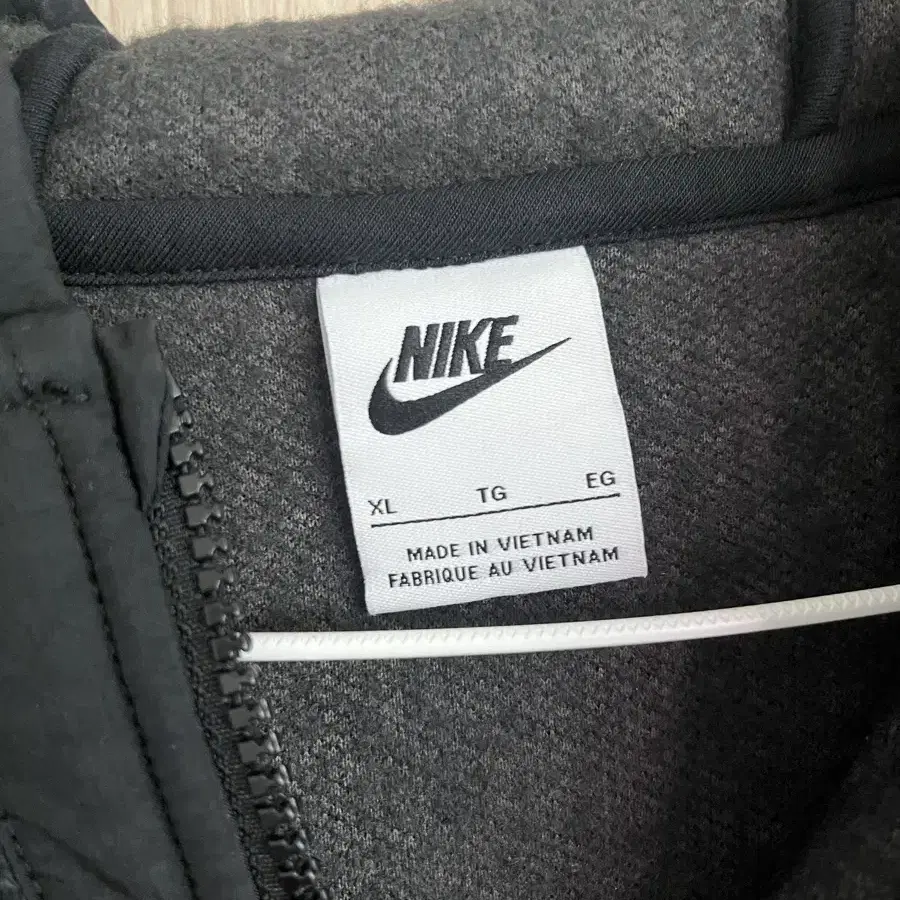 NIKE
XL TG EG
MADE IN VIETNAM
FABRIQUE AU VIETNAM